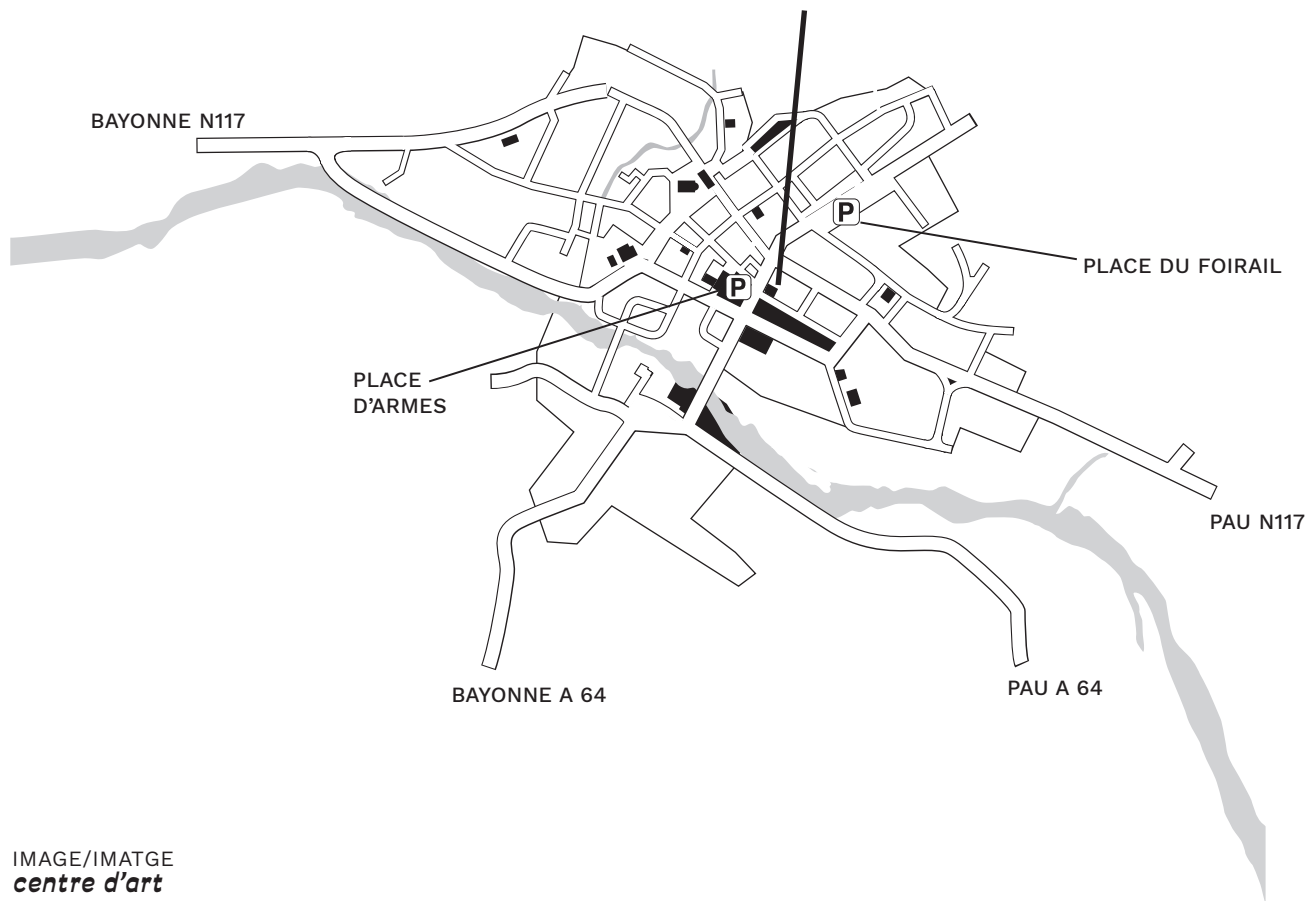 BAYONNE N117
P
PLACE DU FOIRAIL
P
PLACE
D’ARMES
PAU N117
BAYONNE A 64
PAU A 64
IMAGE/IMATGE
centre d’art